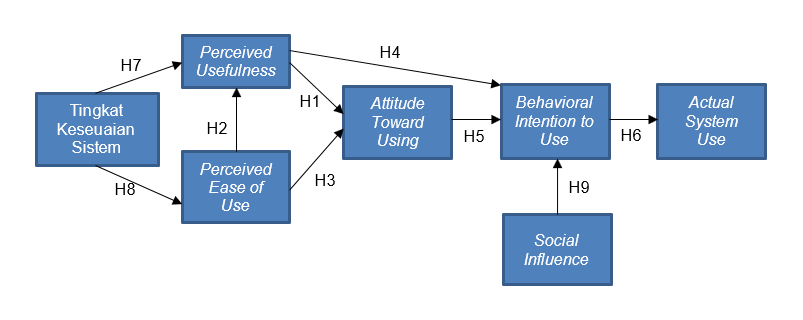 Perceived
Usefulness
H4
H7
H1
Tingkat
Keseuaian
Sistem
Attitude
Toward
Using
Behavioral
Intention to
Use
Actual
System
Use
H2
H5
H6
H8
Perceived
Ease of
Use
H3
H9
Social
Influence